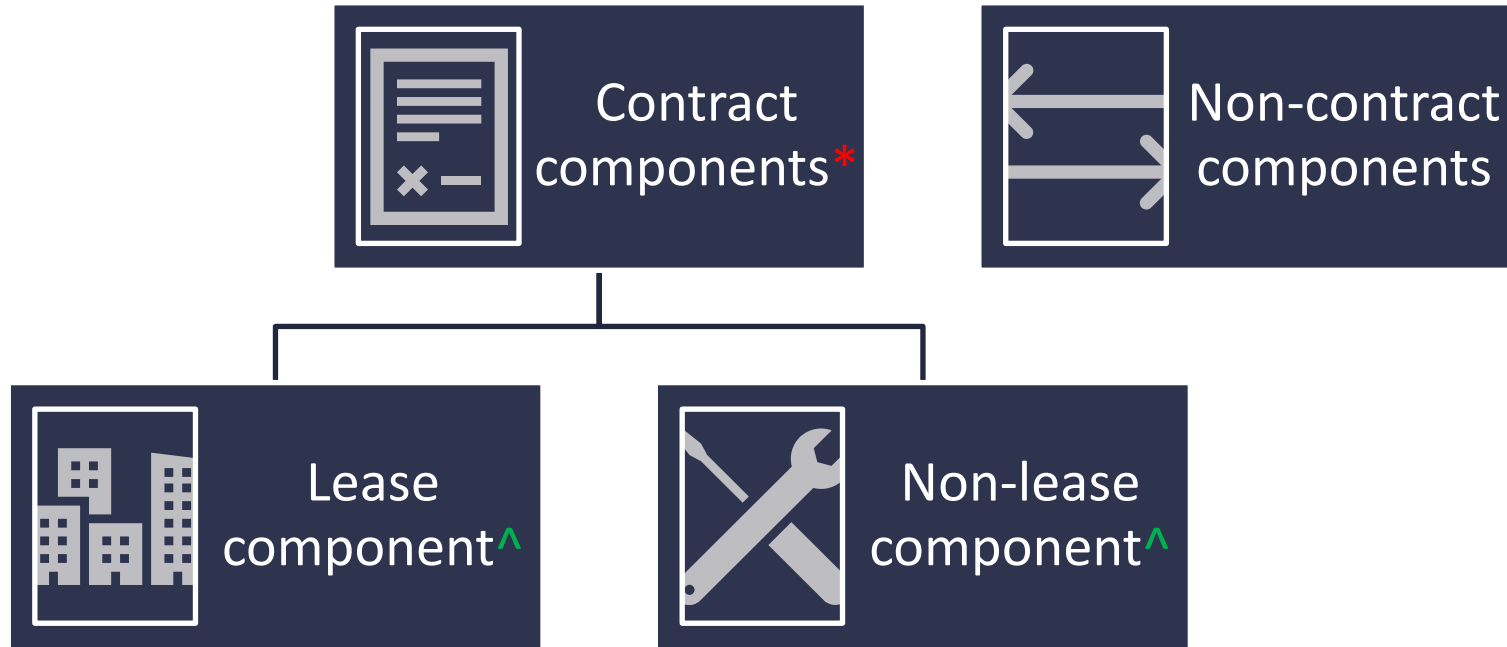 Contract
components*
Non-contract
components
Lease
component^
Non-lease
component^